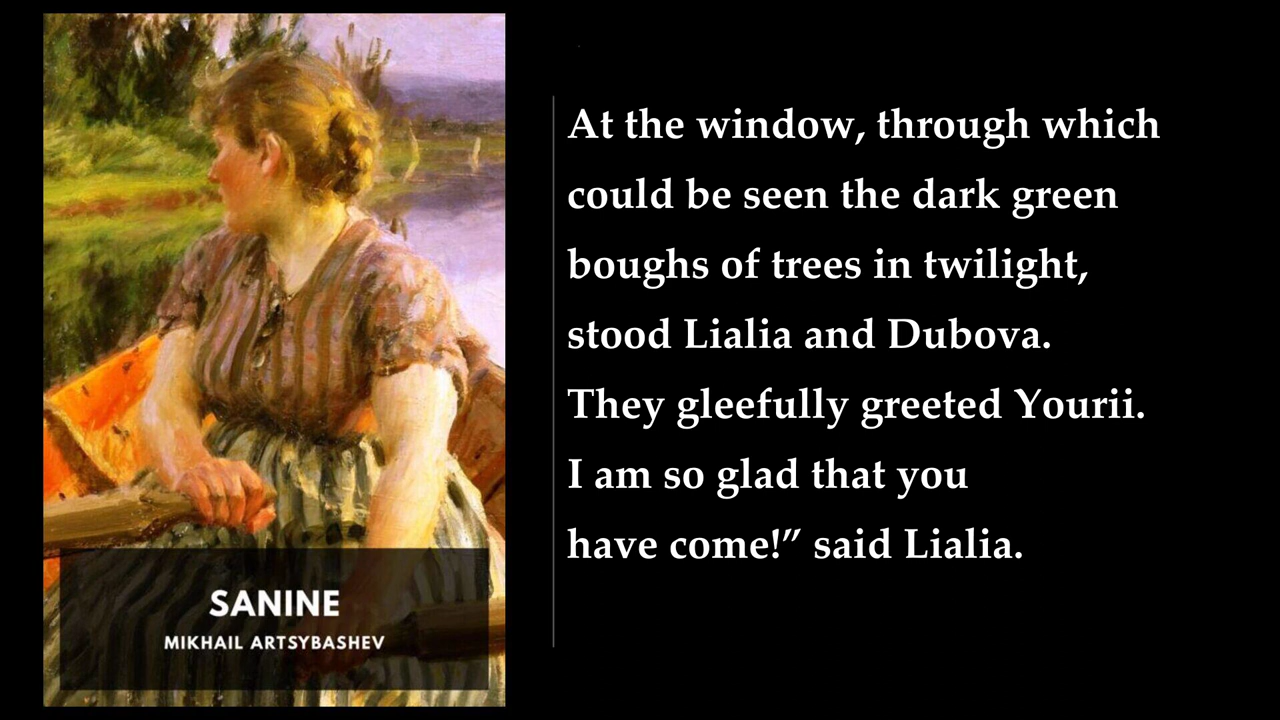 SANINE
MIKHAIL ARTSYBASHEV
At the window, through which
could be seen the dark green
boughs of trees in twilight,
stood Lialia and Dubova.
They gleefully greeted Yourii.
I am so glad that you
have come!” said Lialia.